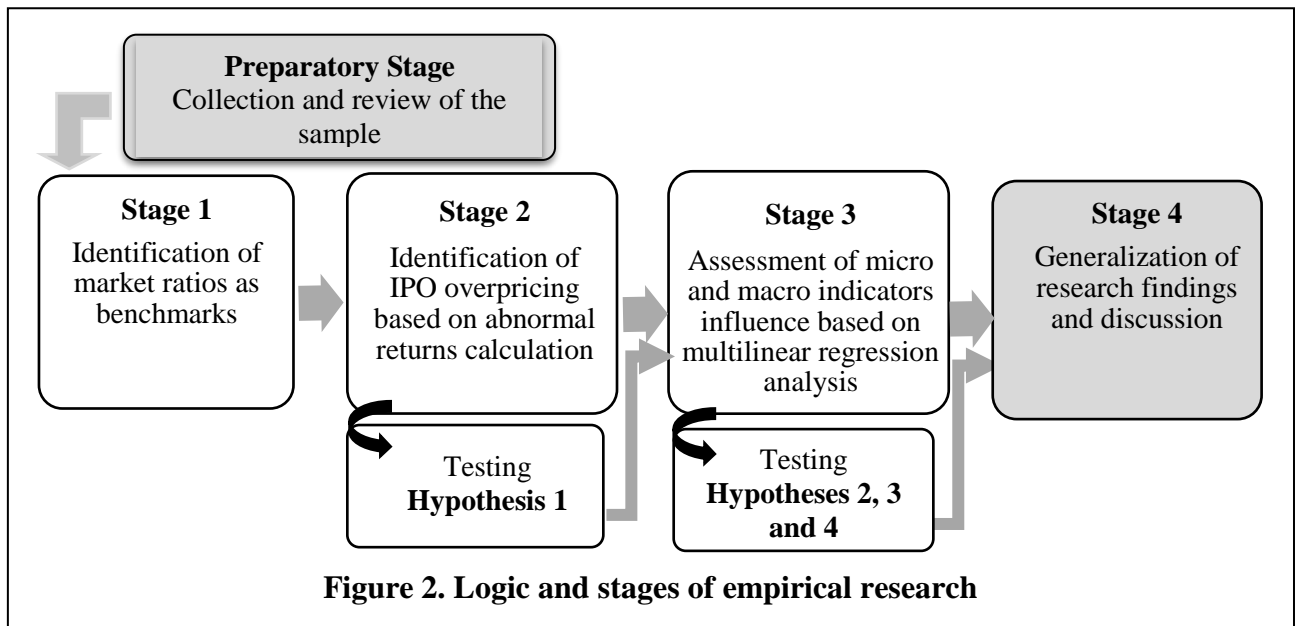 Preparatory Stage
Collection and review of the
sample
Stage 1
Identification of
market ratios as
benchmarks
Stage 2
Identification of
IPO overpricing
based on abnormal
returns calculation
Testing
Hypothesis 1
Stage 3
Assessment of micro
and macro indicators
influence based on
multilinear regression
analysis
Testing
Hypotheses 2, 3
and 4
Stage 4
Generalization of
research findings
and discussion
Figure 2. Logic and stages of empirical research